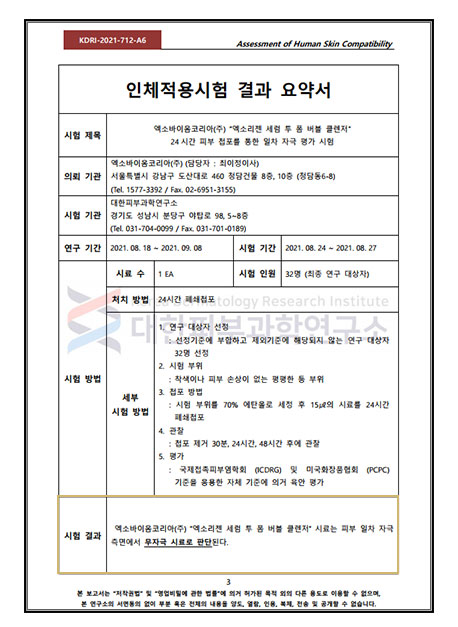 KDRI-2021-712-A6
Assessment of Human Skin Compatibility
인체적용시험 결과 요약서
시험 제목
엑소바이옴코리아(주) "엑소리젠 세럼 투 폼 버블 클렌저"
24 시간 피부 첩포를 통한 일차 자극 평가 시험
의뢰 기관
엑소바이옴코리아(주) (담당자 : 최이정이사)
서울특별시 강남구 도산대로 460 청담건물 8층, 10층 (청담동6-8)
(Tel. 1577-3392 / Fax. 02-6951-3155)
시험 기관
대한피부과학연구소
경기도 성남시 분당구 야탑로 98, 5~8층
(Tel. 031-704-0099 / Fax. 031-701-0189)
연구 기간
2021. 08. 18 ~ 2021. 09. 08
시험 기간
2021. 08. 24 ~ 2021. 08. 27
시험 방법
시료 수
1 EA
시험 인원
32명 (최종 연구 대상자)
처치 방법
24시간 폐쇄첩포
Dermatology Research Institute
대한피부과학연구소
세부
시험 방법
1. 연구 대상자 선정
: 선정기준에 부합하고 제외기준에 해당되지 않는 연구 대상자
32명 선정
2. 시험 부위
: 착색이나 피부 손상이 없는 평평한 등 부위
3. 첩포 방법
: 시험 부위를 70% 에탄올로 세정 후 15㎕의 시료를 24시간
폐쇄첩포
4. 관찰
: 첩포 제거 30분, 24시간, 48시간 후에 관찰
5. 평가
: 국제접촉피부염학회 (ICDRG) 및 미국화장품협회 (PCPC)
기준을 응용한 자체 기준에 의거 육안 평가
시험 결과
엑소바이옴코리아(주) "엑소리젠 세럼 투 폼 버블 클렌저" 시료는 피부 일차 자극
측면에서 무자극 시료로 판단된다.
3
본 보고서는 "저작권법" 및 "영업비밀에 관한 법률"에 의거 허가된 목적 외의 다른 용도로 이용할 수 없으며,
본 연구소의 서면동의 없이 부분 혹은 전체의 내용을 양도, 열람, 인용, 복제, 전송 및 공개할 수 없습니다.